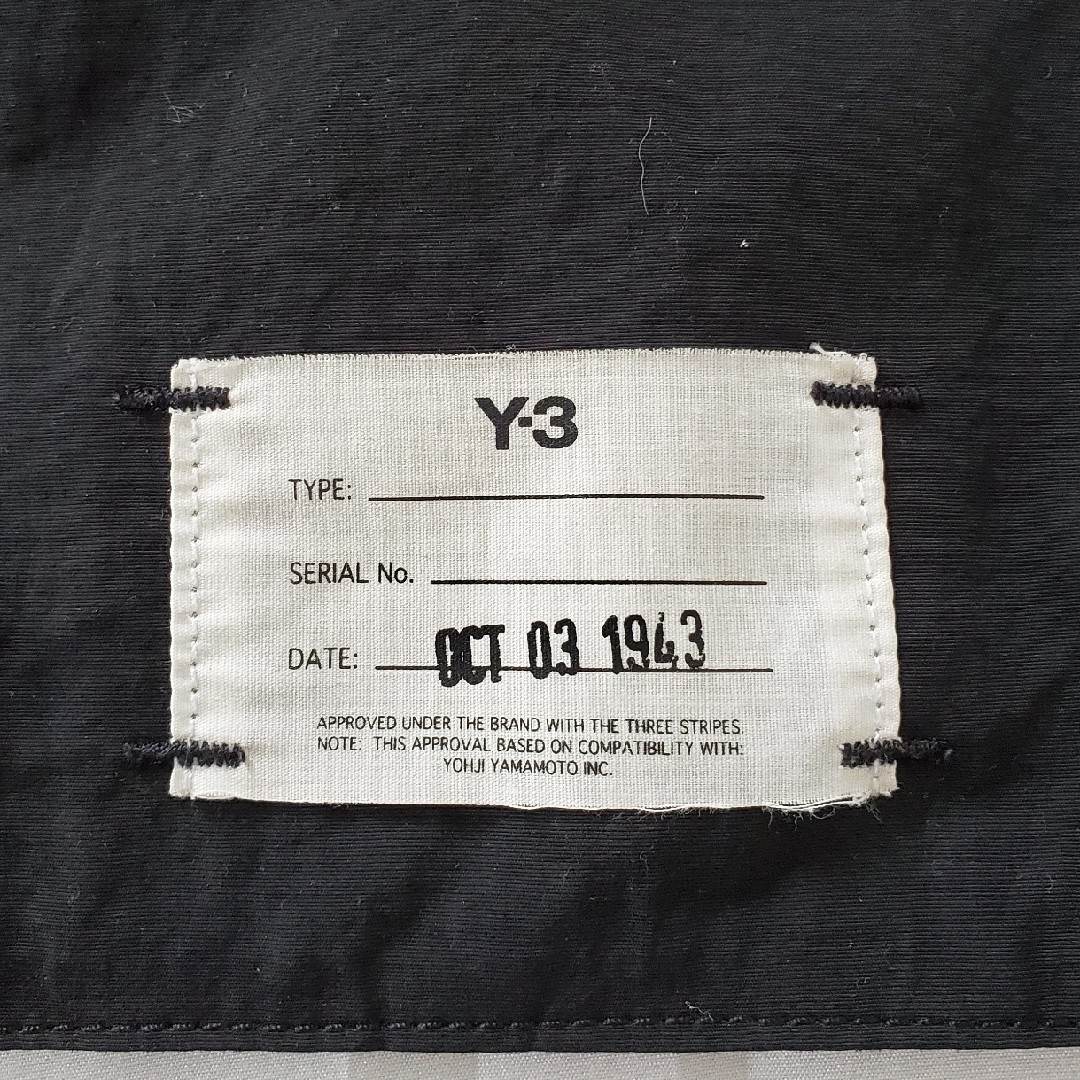 Y-3
TYPE:
SERIAL No.
DATE: OCT 03 1943
APPROVED UNDER THE BRAND WITH THE THREE STRIPES.
NOTE: THIS APPROVAL BASED ON COMPATIBILITY WITH:
YOHJI YAMAMOTO INC.